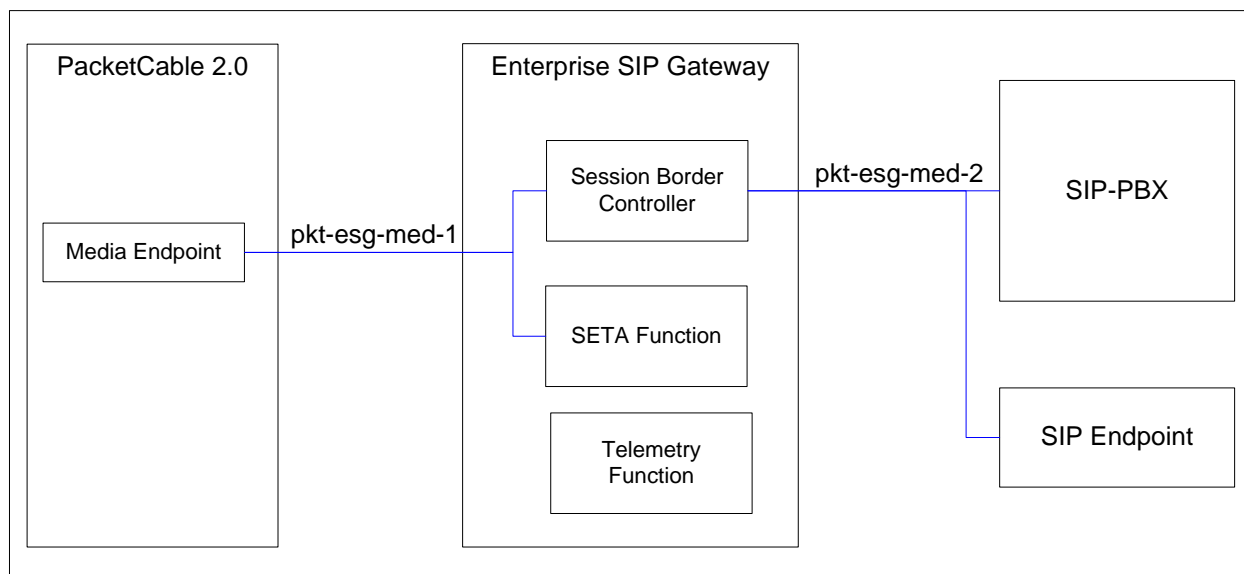 PacketCable 2.0
Enterprise SIP Gateway
Media Endpoint
pkt-esg-med-1
Session Border
Controller
SETA Function
Telemetry
Function
pkt-esg-med-2
SIP-PBX
SIP Endpoint